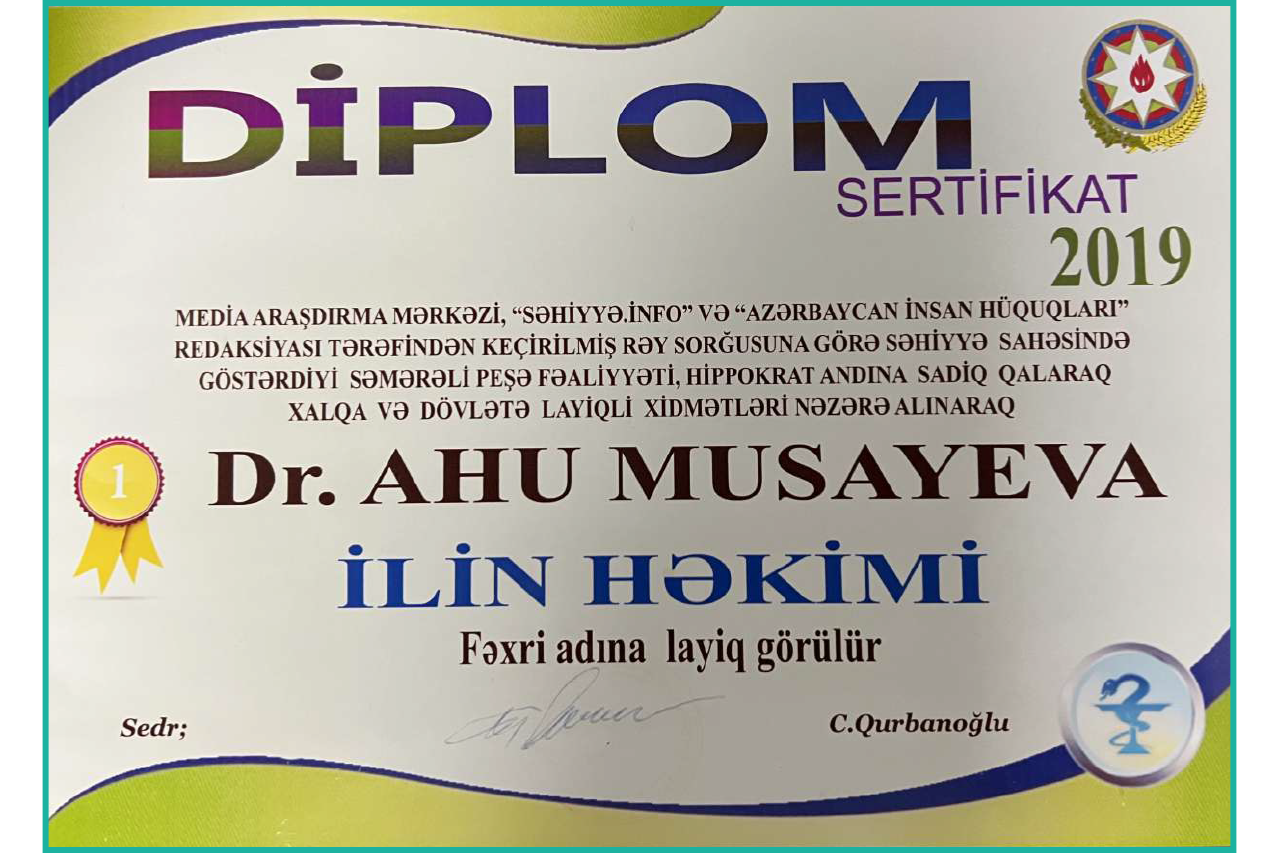 DİPLOM
SERTİFİKAT
2019
MEDİA ARAŞDIRMA MƏRKƏZİ, “SƏHİYYƏ.İNFO” VƏ “AZƏRBAYCAN İNSAN HÜQUQLARI”
REDAKSİYASI TƏRƏFİNDƏN KEÇİRİLMİŞ RƏY SORĞUSUNA GÖRƏ SƏHİYYƏ SAHƏSİNDƏ
GÖSTƏRDİYİ SƏMƏRƏLİ PEŞƏ FƏALİYYƏTİ, HİPPOKRAT ANDINA SADİQ QALARAQ
XALQA VƏ DÖVLƏTƏ LAYİQLİ XİDMƏTLƏRİ NƏZƏRƏ ALINARAQ
1
Dr. AHU MUSAYEVA
İLİN HƏKİMİ
Fəxri adına layiq görülür
Sedr; C.Qurbanoğlu